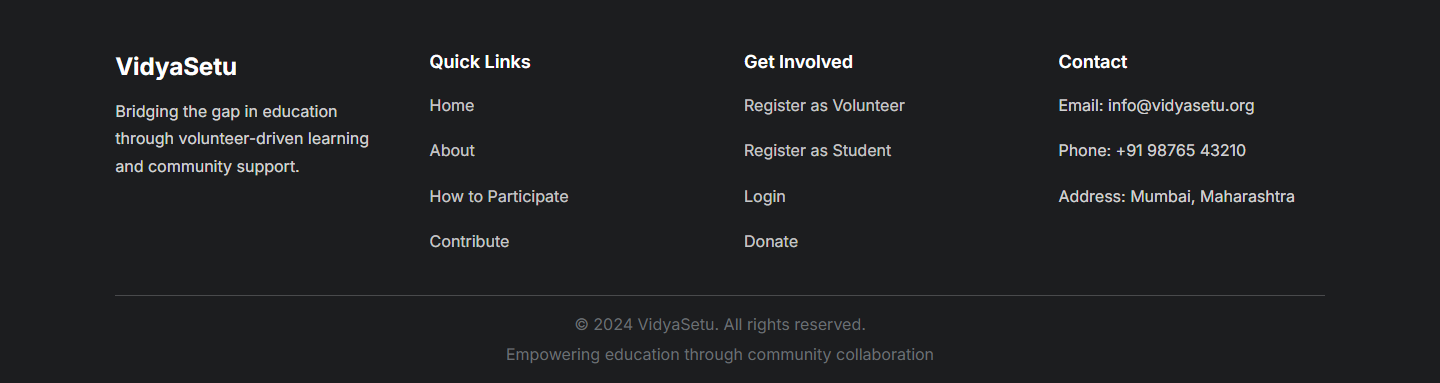 VidyaSetu
Bridging the gap in education
through volunteer-driven learning
and community support.
Quick Links
Home
About
How to Participate
Contribute
Get Involved
Register as Volunteer
Register as Student
Login
Donate
Contact
Email: info@vidyasetu.org
Phone: +91 98765 43210
Address: Mumbai, Maharashtra
© 2024 VidyaSetu. All rights reserved.
Empowering education through community collaboration